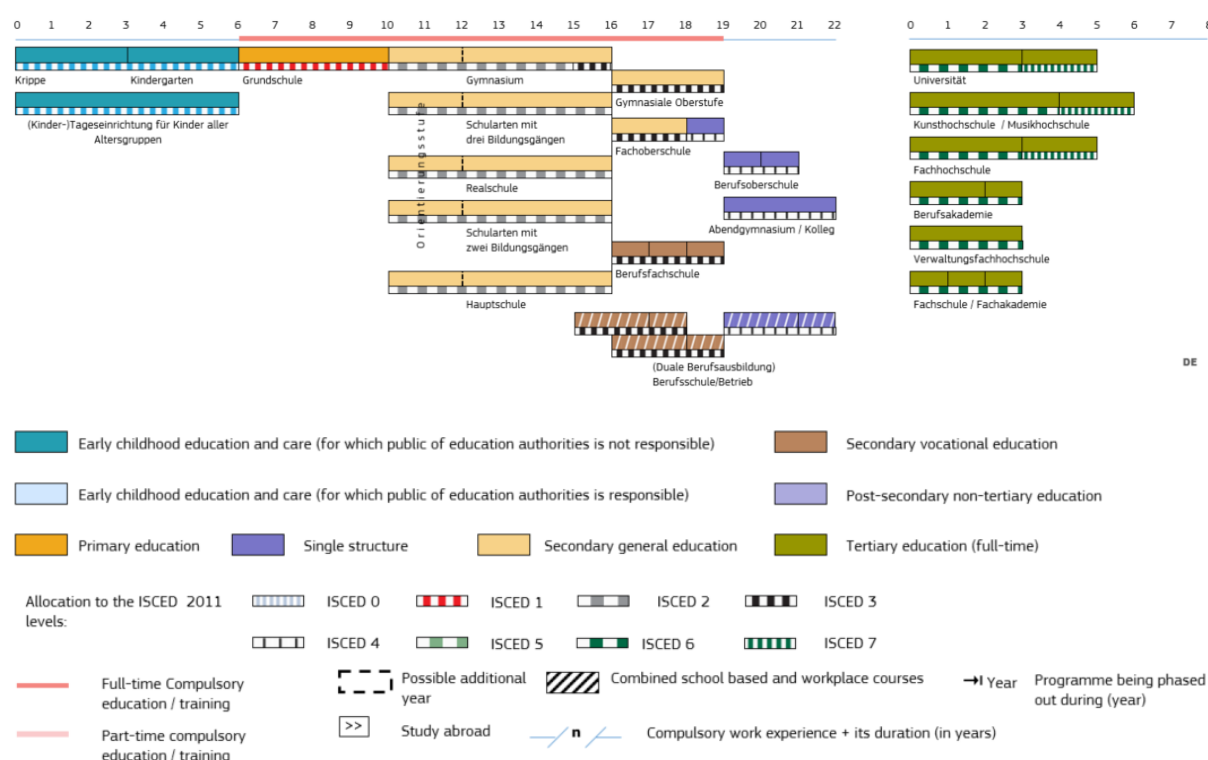 0 1 2 3 4 5 6 7 8 9 10 11 12 13 14 15 16 17 18 19 20 21 22
0 1 2 3 4 5 6 7 8
Krippe Kindergarten Grundschule Gymnasium
(Kinder-)Tageseinrichtung für Kinder aller
Altersgruppen
Orientierungsstufe
Schularten mit
drei Bildungsgängen
Realschule
Schularten mit
zwei Bildungsgängen
Hauptschule
Gymnasiale Oberstufe
Fachoberschule
Berufsoberschule
Abendgymnasium / Kolleg
Berufsfachschule
(Duale Berufsausbildung)
Berufsschule/Betrieb
Universität
Kunsthochschule / Musikhochschule
Fachhochschule
Berufsakademie
Verwaltungsfachhochschule
Fachschule / Fachakademie
DE
Early childhood education and care (for which public of education authorities is not responsible)
Secondary vocational education
Early childhood education and care (for which public of education authorities is responsible)
Post-secondary non-tertiary education
Primary education
Single structure
Secondary general education
Tertiary education (full-time)
Allocation to the ISCED 2011
levels:
ISCED 0
ISCED 1
ISCED 2
ISCED 3
ISCED 4
ISCED 5
ISCED 6
ISCED 7
Full-time Compulsory
education / training
Possible additional
year
Combined school based and workplace courses
Year
Programme being phased
out during (year)
Part-time compulsory
education / training
>>
Study abroad
n
Compulsory work experience + its duration (in years)